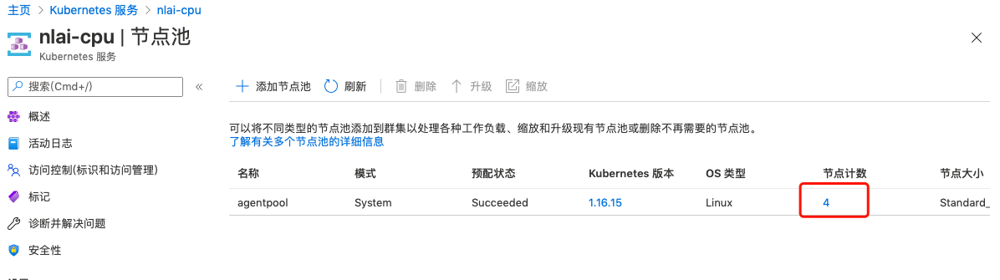 主页 > Kubernetes 服务 > nlai-cpu
nlai-cpu | 节点池
Kubernetes 服务
搜索(Cmd+/)
«
添加节点池 刷新 删除 升级 缩放
概述
活动日志
访问控制(标识和访问管理)
标记
诊断并解决问题
安全性
可以将不同类型的节点池添加到群集以处理各种工作负载、缩放和升级现有节点池或删除不再需要的节点池。
了解有关多个节点池的详细信息
名称 模式 预配状态 Kubernetes 版本 OS 类型 节点计数 节点大小
agentpool System Succeeded 1.16.15 Linux 4 Standard_